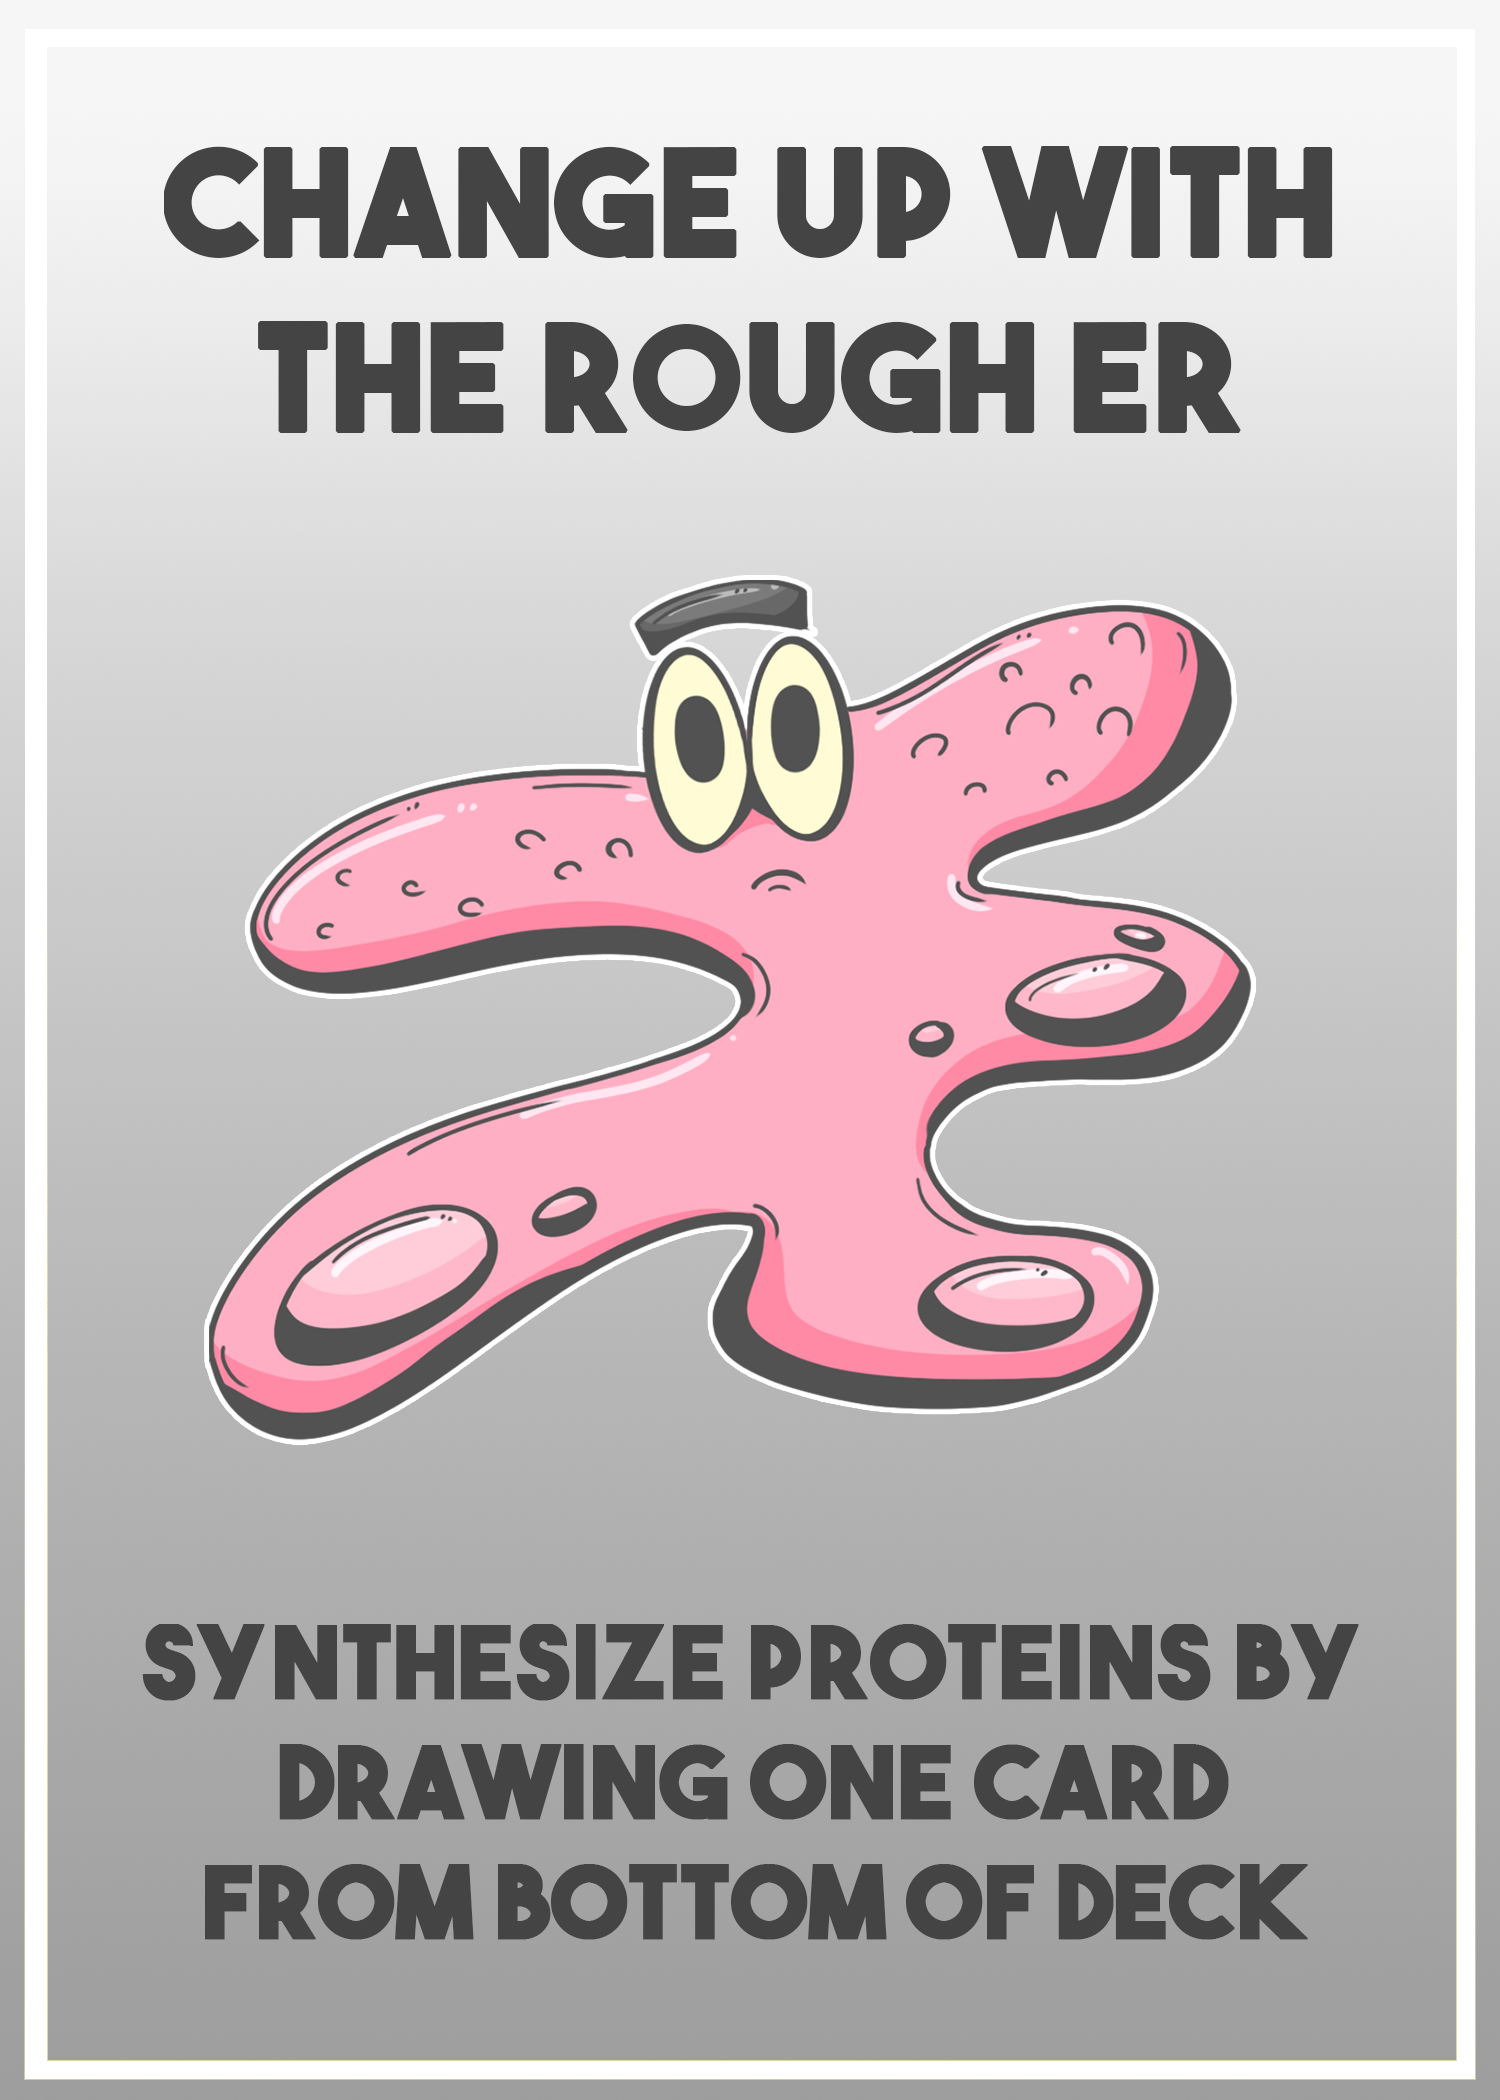 CHANGE UP WITH
THE ROUGH ER
SYNTHESIZE PROTEINS BY
DRAWING ONE CARD
FROM BOTTOM OF DECK